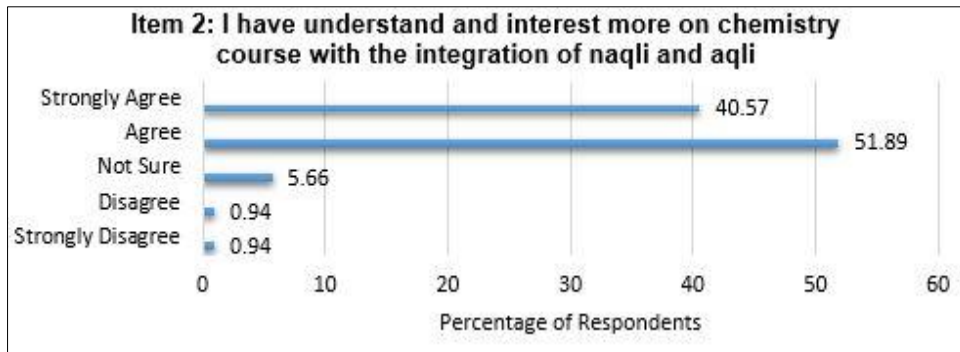 Item 2: I have understand and interest more on chemistry
course with the integration of naqli and aqli
Strongly Agree
40.57
Agree
51.89
Not Sure
5.66
Disagree
0.94
Strongly Disagree
0.94
0 10 20 30 40 50 60
Percentage of Respondents